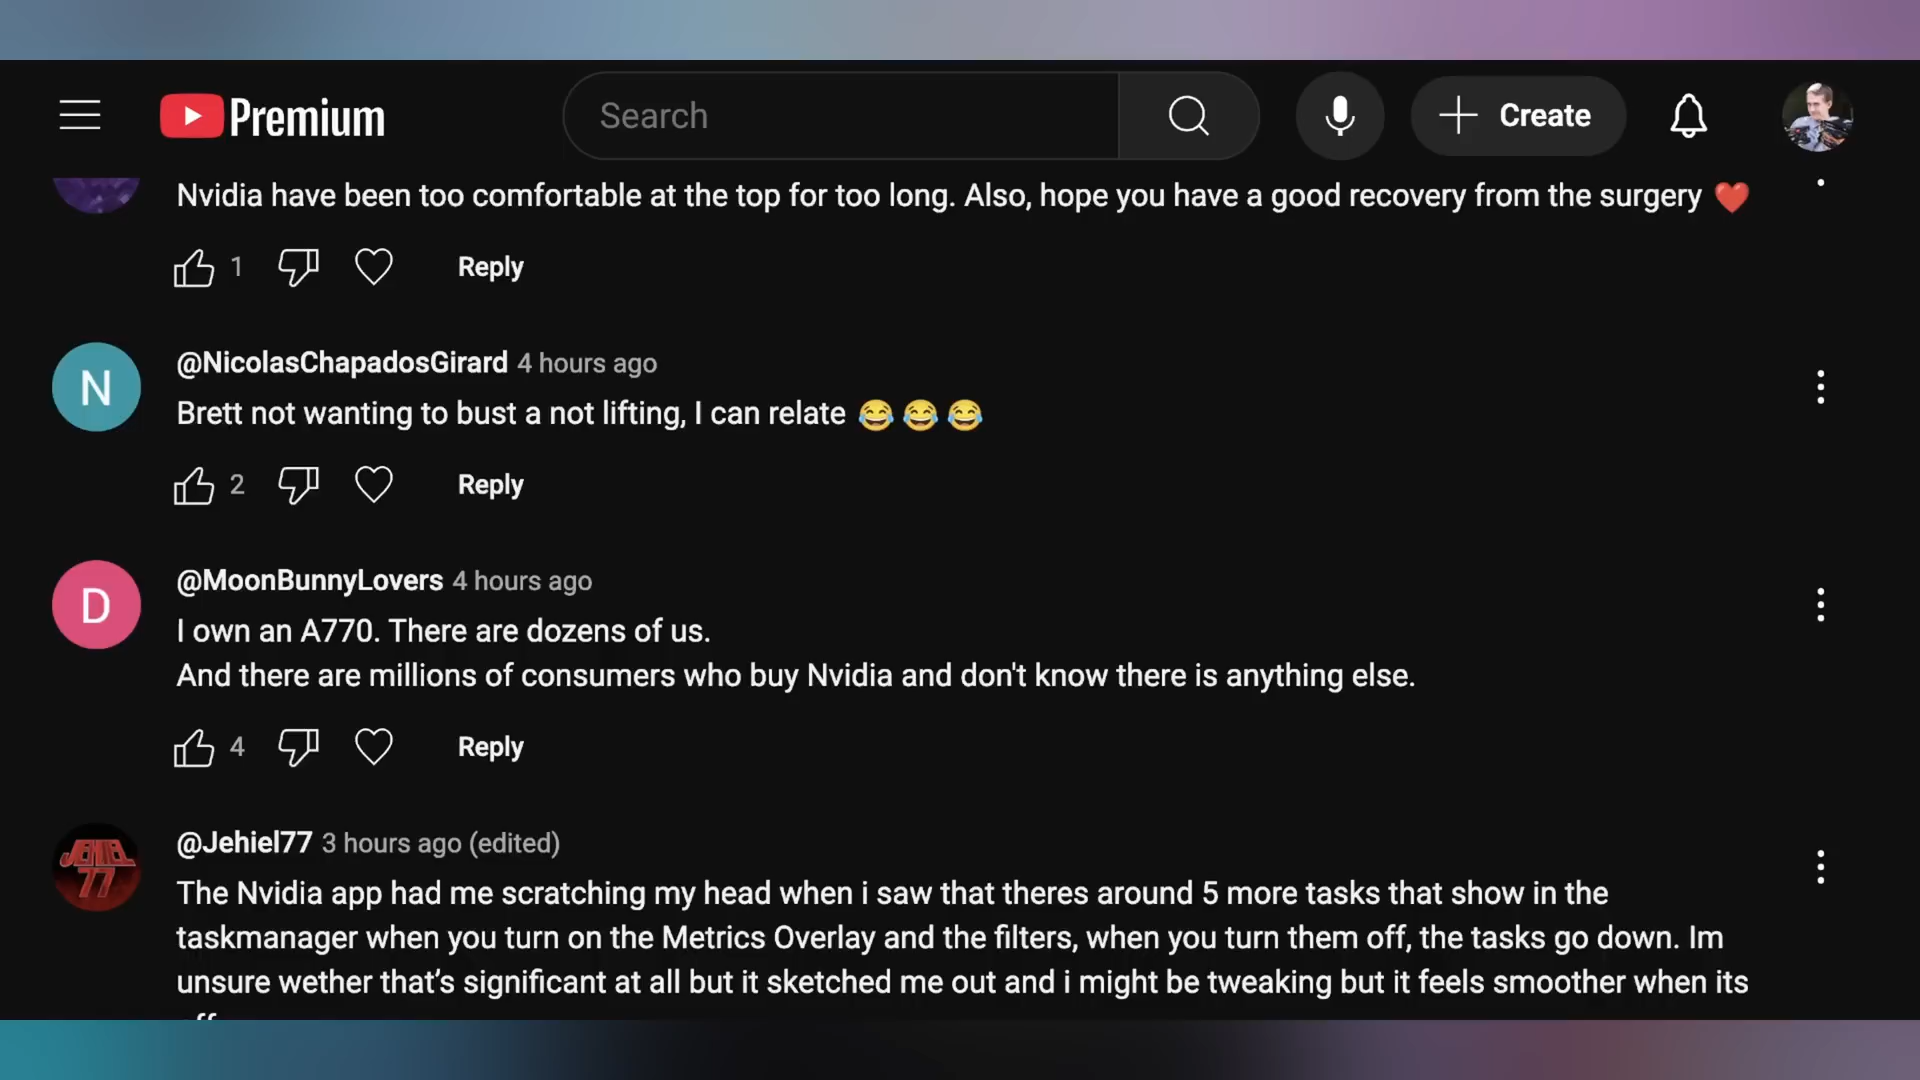 Premium
Search
Create
Nvidia have been too comfortable at the top for too long. Also, hope you have a good recovery from the surgery ❤️
1
Reply
N
@NicolasChapadosGirard 4 hours ago
Brett not wanting to bust a not lifting, I can relate 😂😂😂
2
Reply
D
@MoonBunnyLovers 4 hours ago
I own an A770. There are dozens of us.
And there are millions of consumers who buy Nvidia and don't know there is anything else.
4
Reply
JEHIEL
77
@Jehiel77 3 hours ago (edited)
The Nvidia app had me scratching my head when i saw that theres around 5 more tasks that show in the
taskmanager when you turn on the Metrics Overlay and the filters, when you turn them off, the tasks go down. Im
unsure wether that’s significant at all but it sketched me out and i might be tweaking but it feels smoother when its